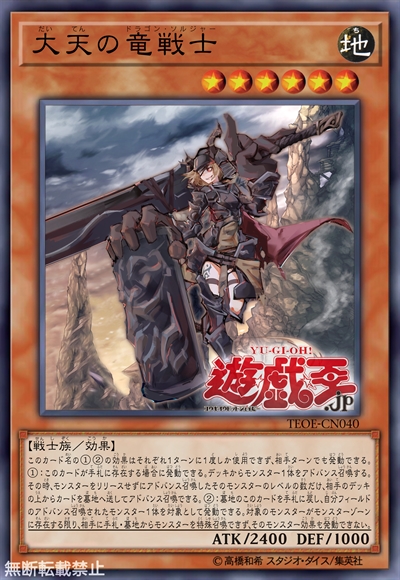 だい てん ドラゴン・ソルジャー
大天の竜戦士
ち
地
YU-GI-OH!
遊戯王.jp
TEOE-CN040
【戦士族／効果】
このカード名の①②の効果はそれぞれ1ターンに1度しか使用できず、相手ターンでも発動できる。
①：このカードが手札に存在する場合に発動できる。デッキからモンスター1体をアドバンス召喚する。
その時、モンスターをリリースせずにアドバンス召喚したそのモンスターのレベルの数だけ、相手のデッキ
の上からカードを墓地へ送してアドバンス召喚できる。②：墓地のこのカードを手札に戻し、自分フィールド
のアドバンス召喚されたモンスター1体を対象として発動できる。対象のモンスターがモンスターゾーン
に存在する限り、相手は手札・墓地からモンスターを特殊召喚できず、そのモンスター効果も発動できない。
ATK/2400 DEF/1000
無断転載禁止
©高橋和希 スタジオ・ダイス/集英社